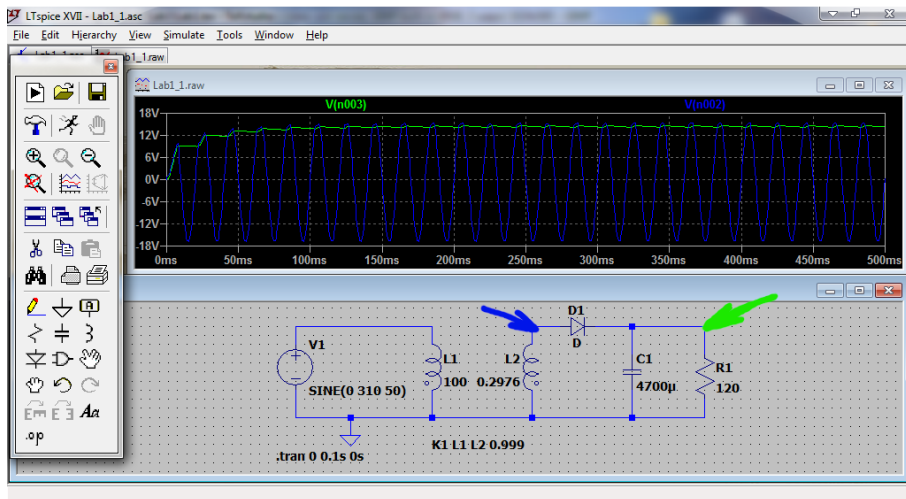 LTspice XVII - Lab1_1.asc
File Edit Hierarchy View Simulate Tools Window Help
b1_1.raw
Lab1_1.raw
V(n003) V(n002)
18V
12V
6V
0V
-6V
-12V
-18V
0ms 50ms 100ms 150ms 200ms 250ms 300ms 350ms 400ms 450ms 500ms
D1
D
V1
L1
L2
C1
R1
SINE(0 310 50)
100
0.2976
4700µ
120
K1 L1 L2 0.999
.tran 0 0.1s 0s
Aa
.op